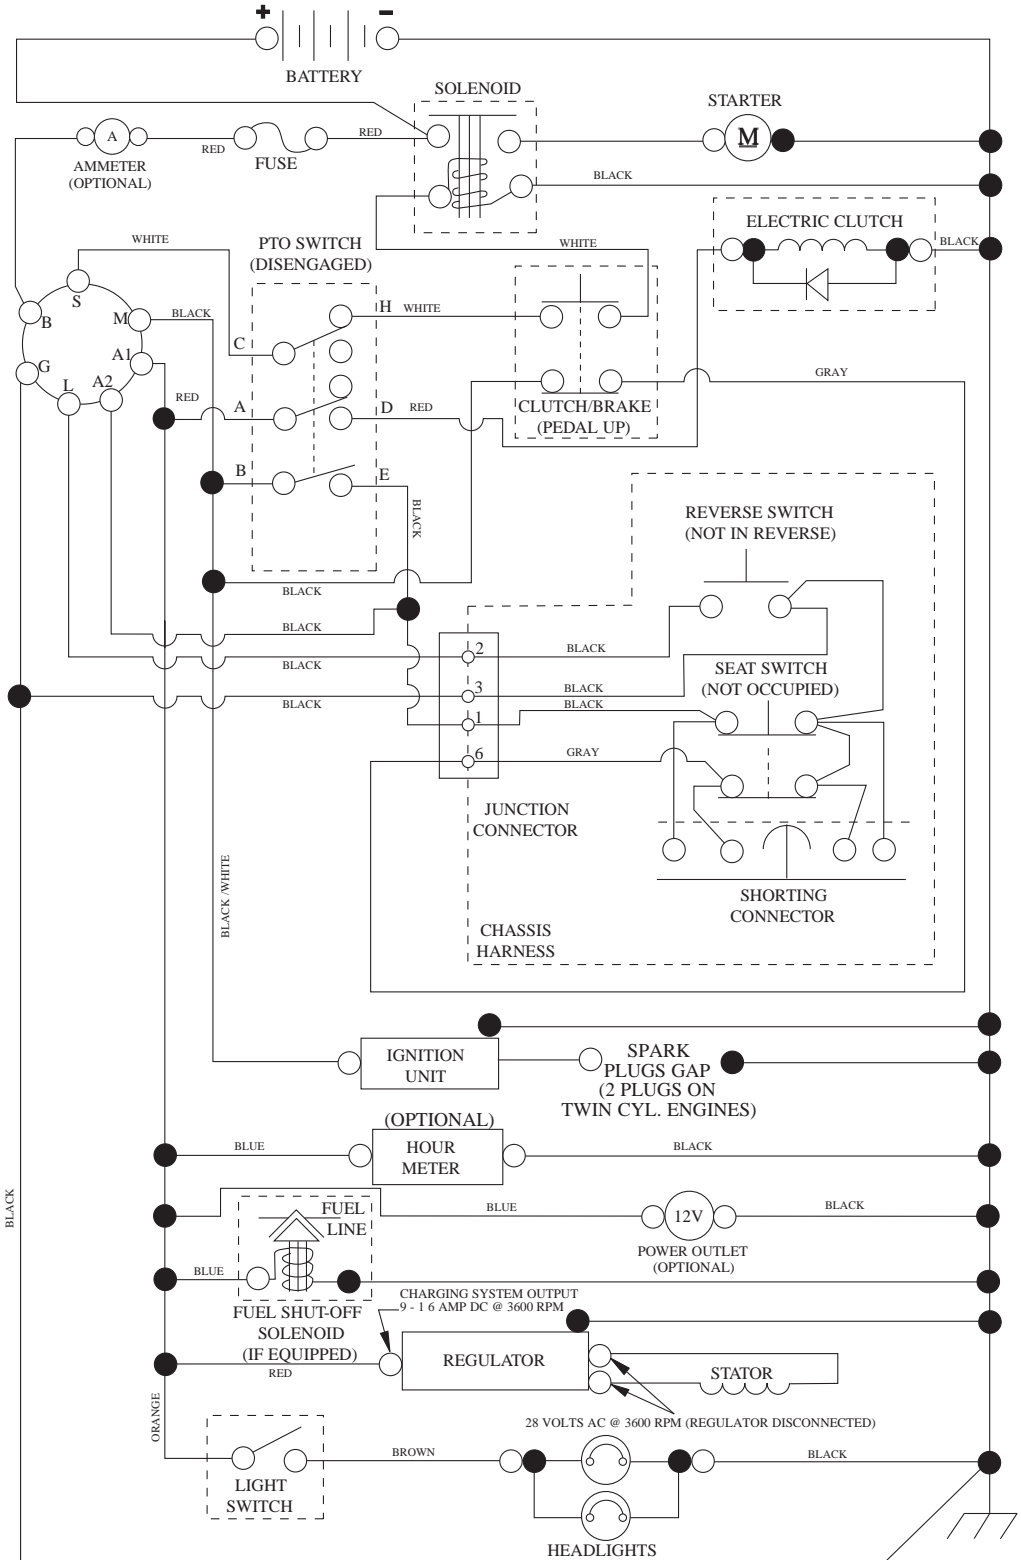 +
-
BATTERY
SOLENOID
STARTER
A
RED
FUSE
RED
M
AMMETER
(OPTIONAL)
BLACK
ELECTRIC CLUTCH
WHITE
PTO SWITCH
(DISENGAGED)
WHITE
BLACK
S
B
M
BLACK
H
WHITE
C
A1
G
L
A2
RED
A
D
RED
GRAY
CLUTCH/BRAKE
(PEDAL UP)
B
E
BLACK
REVERSE SWITCH
(NOT IN REVERSE)
BLACK
BLACK
2
BLACK
BLACK
SEAT SWITCH
(NOT OCCUPIED)
3
BLACK
BLACK
BLACK
1
6
GRAY
JUNCTION
CONNECTOR
BLACK /WHITE
SHORTING
CONNECTOR
CHASSIS
HARNESS
IGNITION
UNIT
SPARK
PLUGS GAP
(2 PLUGS ON
TWIN CYL. ENGINES)
(OPTIONAL)
HOUR
METER
BLUE
BLACK
BLACK
FUEL
LINE
BLUE
12V
BLACK
POWER OUTLET
(OPTIONAL)
BLUE
CHARGING SYSTEM OUTPUT
9 - 1 6 AMP DC @ 3600 RPM
FUEL SHUT-OFF
SOLENOID
(IF EQUIPPED)
RED
REGULATOR
STATOR
ORANGE
28 VOLTS AC @ 3600 RPM (REGULATOR DISCONNECTED)
BROWN
BLACK
LIGHT
SWITCH
HEADLIGHTS